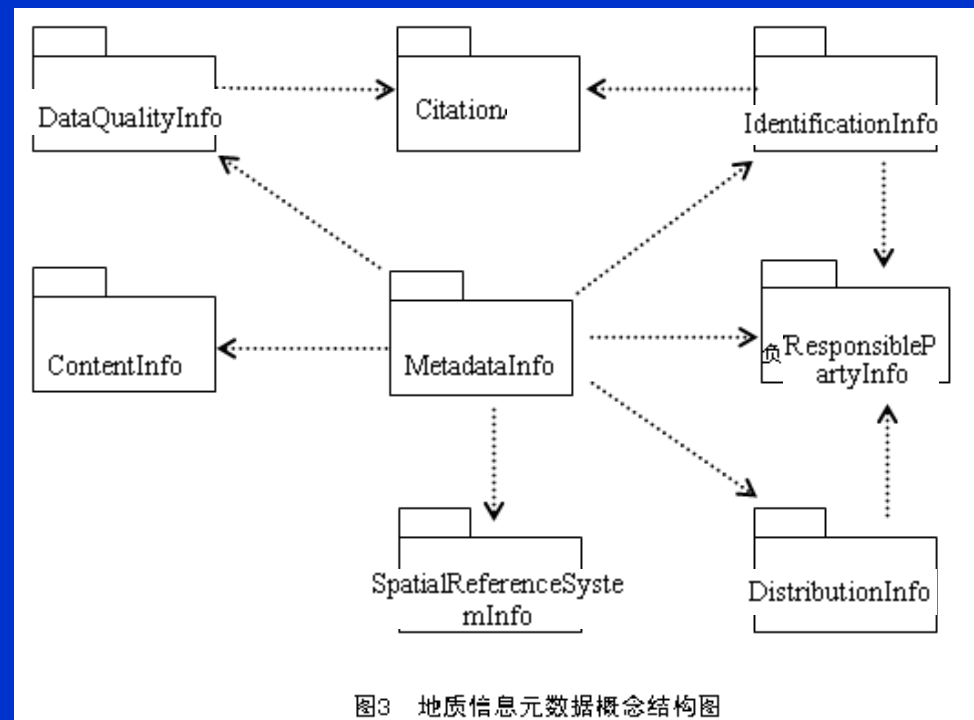 DataQualityInfo
Citation
IdentificationInfo
ContentInfo
MetadataInfo
负
ResponsibleP
artyInfo
SpatialReferenceSyste
mInfo
DistributionInfo
图3 地质信息元数据概念结构图